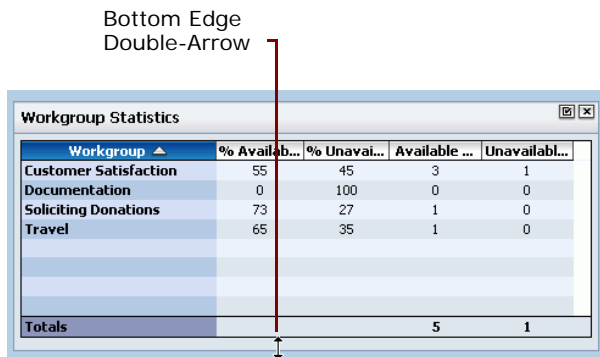 Bottom Edge
Double-Arrow
Workgroup Statistics
Workgroup % Availab... % Unavai... Available ... Unavailabl...
Customer Satisfaction 55 45 3 1
Documentation 0 100 0 0
Soliciting Donations 73 27 1 0
Travel 65 35 1 0
Totals 5 1